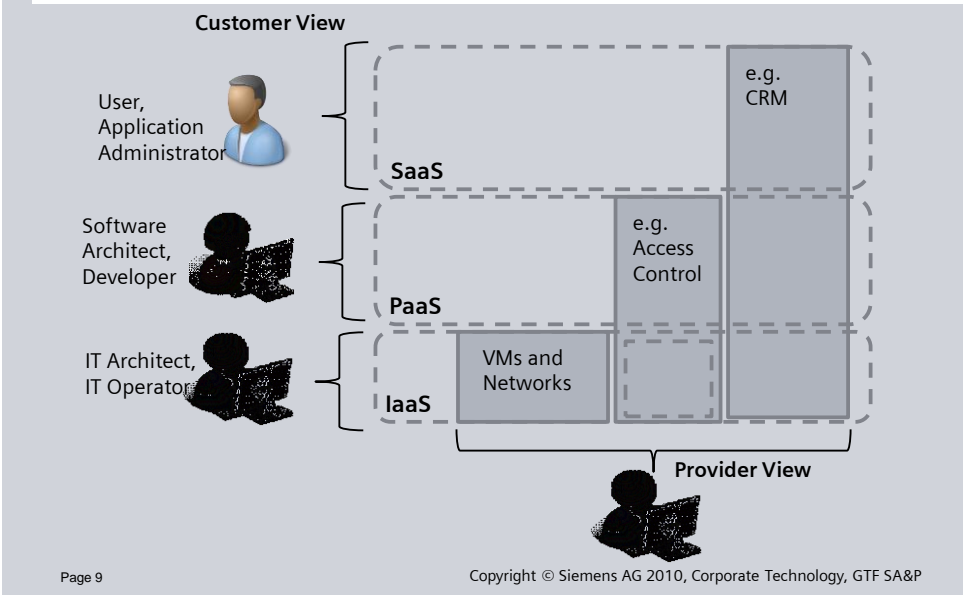 Customer View
User,
Application
Administrator
e.g.
CRM
SaaS
Software
Architect,
Developer
e.g.
Access
Control
PaaS
IT Architect,
IT Operator
VMs and
Networks
IaaS
Provider View
Page 9
Copyright © Siemens AG 2010, Corporate Technology, GTF SA&P